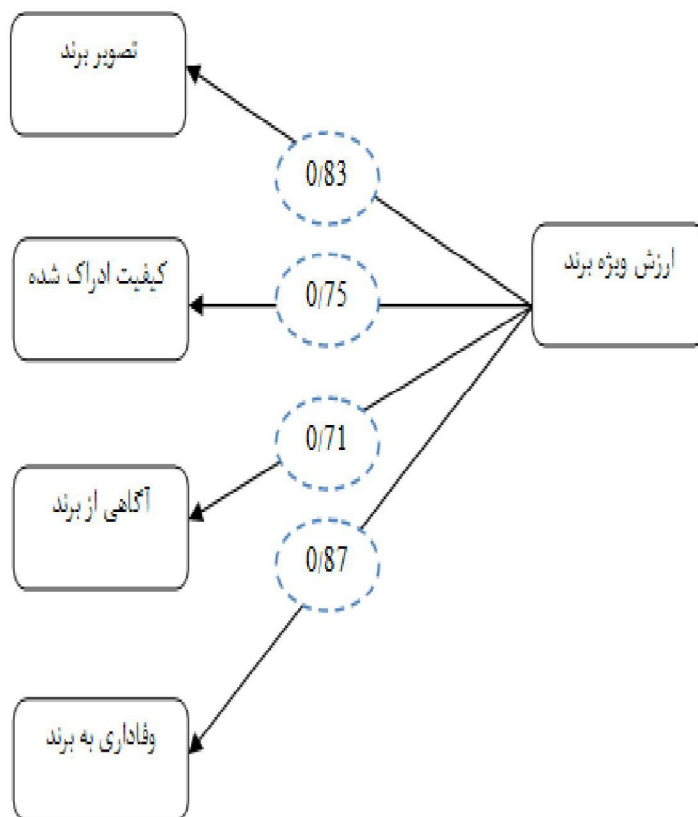 تصویر برند
0/83
ارزش ویژه برند
کیفیت ادراک شده
0/75
0/71
آگاهی از برند
0/87
وفاداری به برند